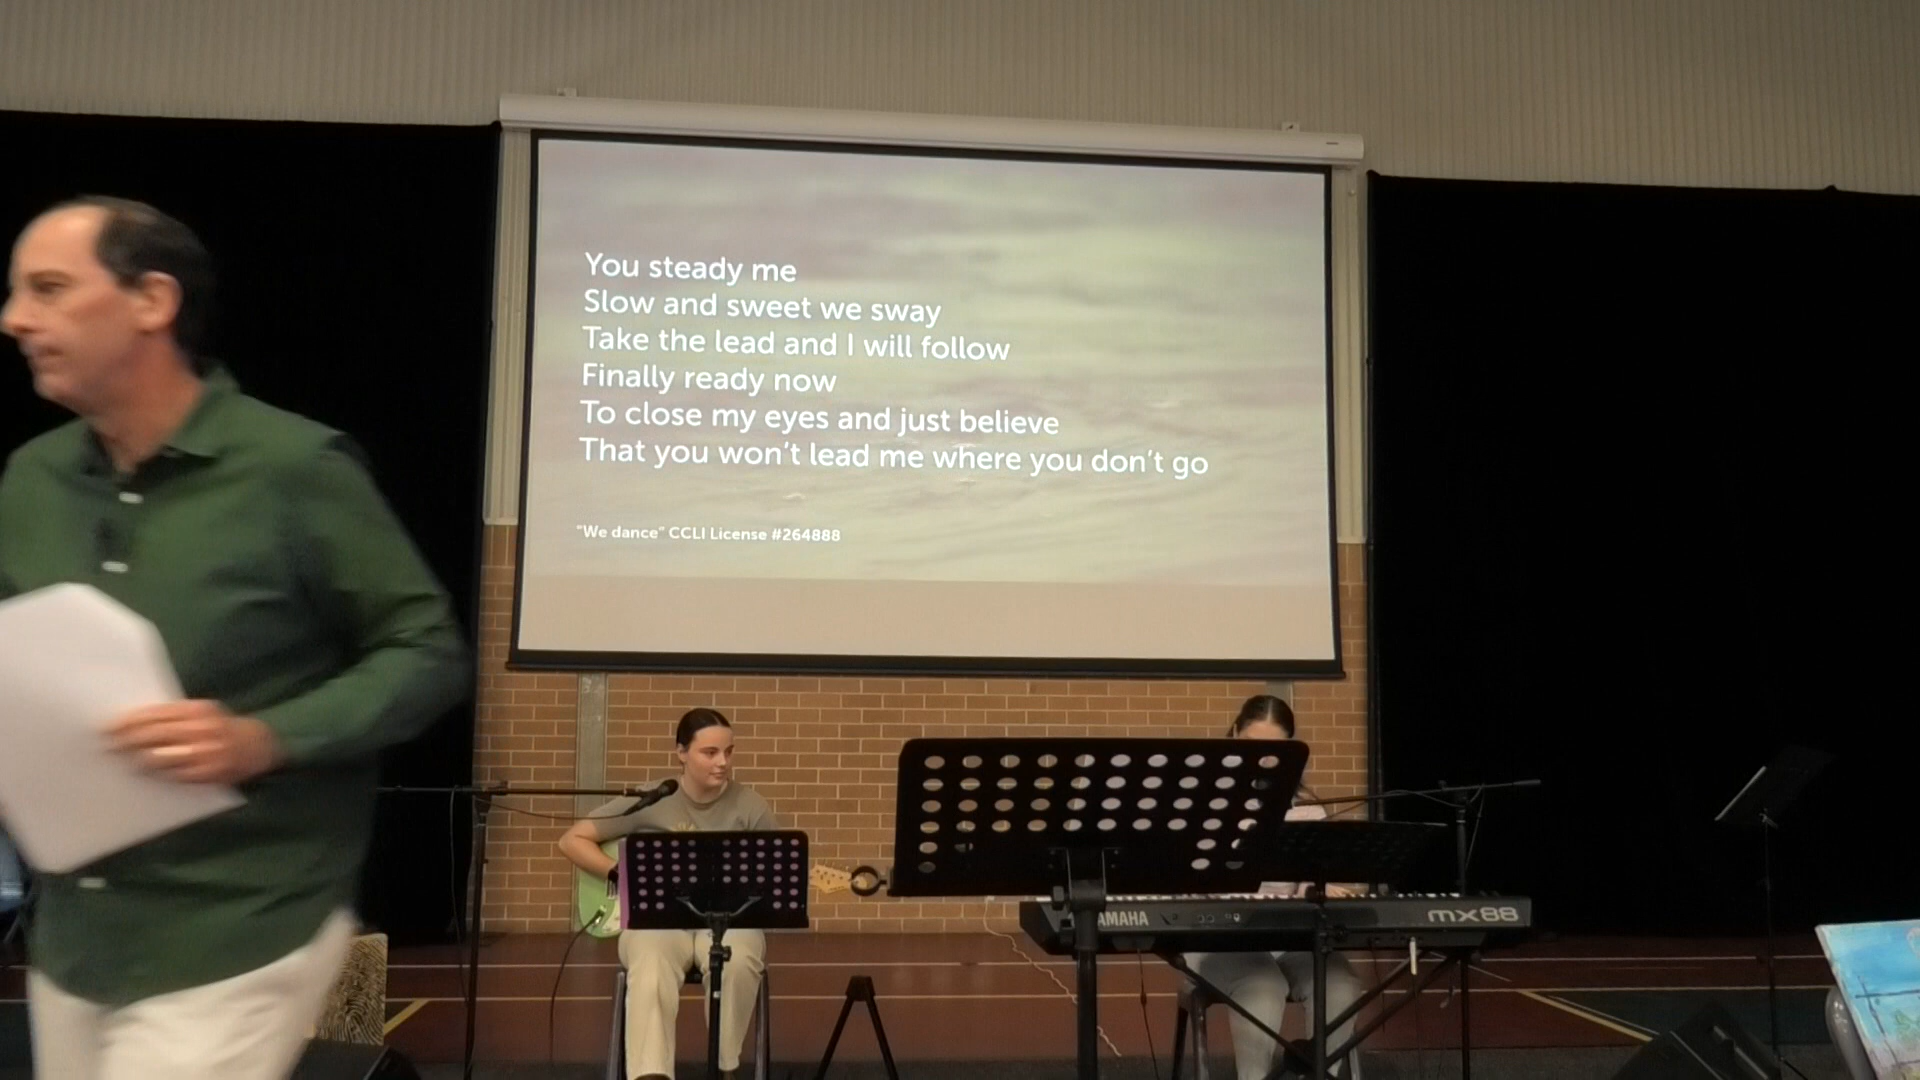 You steady me
Slow and sweet we sway
Take the lead and I will follow
Finally ready now
To close my eyes and just believe
That you won't lead me where you don't go
"We dance" CCLI License #264888
YAMAHA
MX88